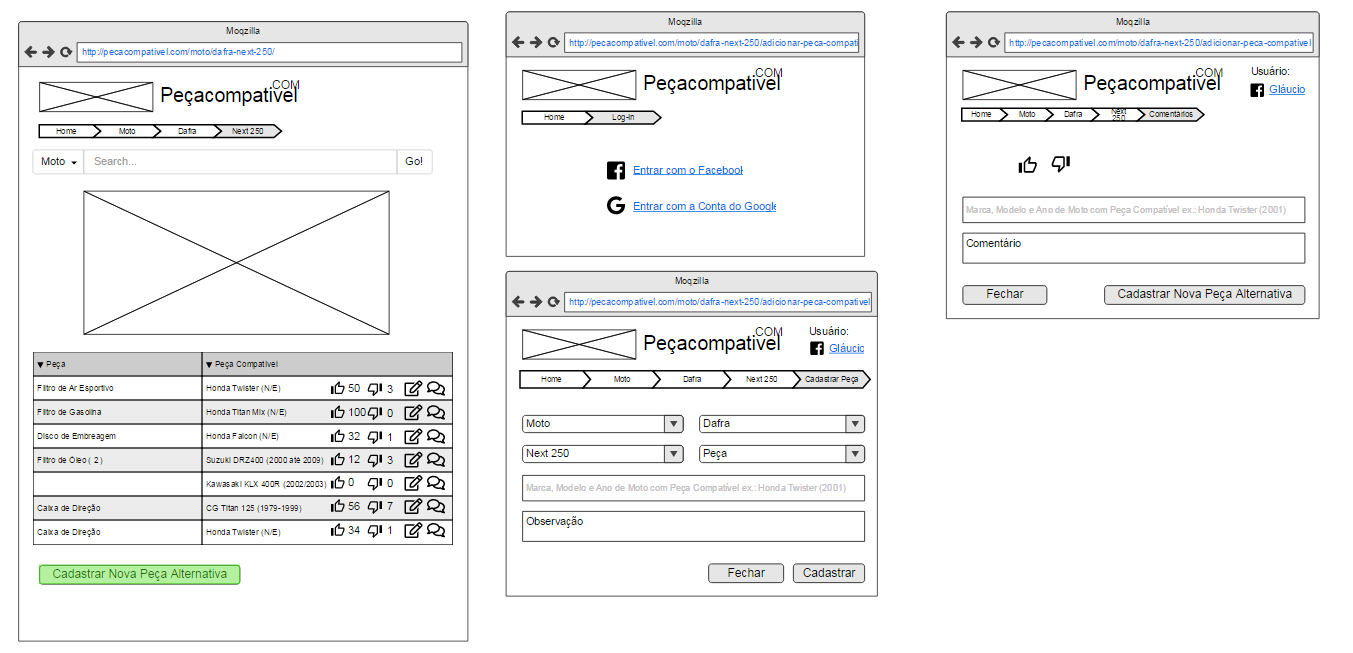 Moqzilla
http://pecacompativel.com/moto/dafra-next-250/
Peçacompativel
.COM
Home Moto Dafra Next 250
Moto Search... Go!
Peça Peça Compatível
Filtro de Ar Esportivo Honda Twister (N/E) 50 3
Filtro de Gasolina Honda Titan Mix (N/E) 100 0
Disco de Embreagem Honda Falcon (N/E) 32 1
Filtro de Óleo ( 2 ) Suzuki DRZ400 (2000 até 2009) 12 3
Kawasaki KLX 400R (2002/2003) 0 0
Caixa de Direção CG Titan 125 (1979-1999) 56 7
Caixa de Direção Honda Twister (N/E) 34 1
Cadastrar Nova Peça Alternativa
Moqzilla
http://pecacompativel.com/moto/dafra-next-250/adicionar-peca-compati
Peçacompativel
.COM
Home Log-in
Entrar com o Facebook
Entrar com a Conta do Google
Moqzilla
http://pecacompativel.com/moto/dafra-next-250/adicionar-peca-compativel
Peçacompativel
.COM
Usuário:
Gláucio
Home Moto Dafra Next 250 Cadastrar Peça
Moto Dafra
Next 250 Peça
Marca, Modelo e Ano de Moto com Peça Compatível ex.: Honda Twister (2001)
Observação
Fechar Cadastrar
Moqzilla
http://pecacompativel.com/moto/dafra-next-250/adicionar-peca-compativel
Peçacompativel
.COM
Usuário:
Gláucio
Home Moto Dafra Next 250 Comentários
Marca, Modelo e Ano de Moto com Peça Compatível ex.: Honda Twister (2001)
Comentário
Fechar Cadastrar Nova Peça Alternativa